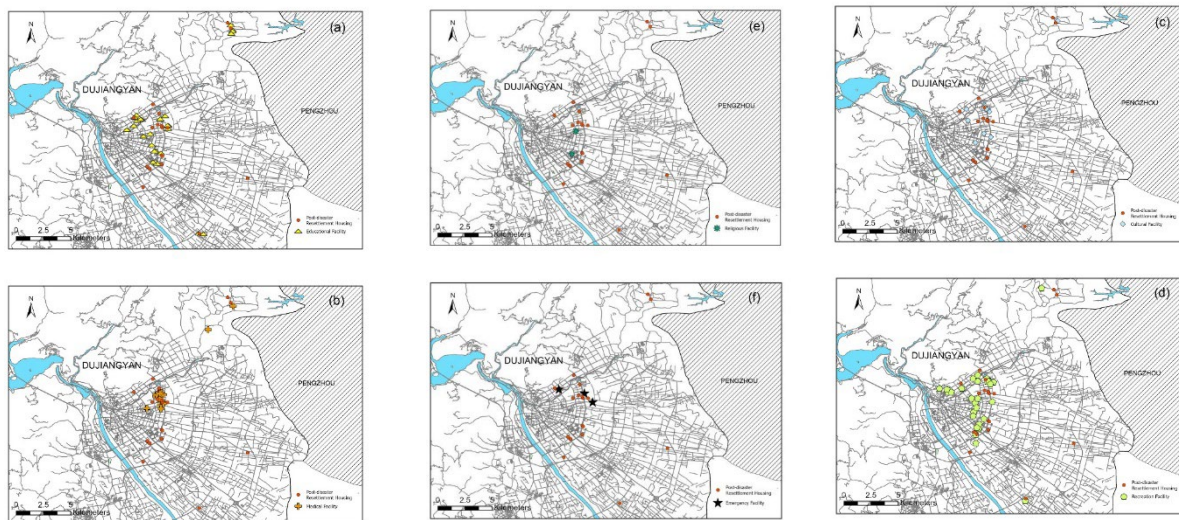 (a)
N
DUJIANGYAN
PENGZHOU
Post-disaster
Resettlement Housing
Educational Facility
0 2.5 5
Kilometers
(e)
N
DUJIANGYAN
PENGZHOU
Post-disaster
Resettlement Housing
Religious Facility
0 2.5 5
Kilometers
(c)
N
DUJIANGYAN
PENGZHOU
Post-disaster
Resettlement Housing
Cultural Facility
0 2.5 5
Kilometers
(b)
N
DUJIANGYAN
PENGZHOU
Post-disaster
Resettlement Housing
Medical Facility
0 2.5 5
Kilometers
(f)
N
DUJIANGYAN
PENGZHOU
Post-disaster
Resettlement Housing
Emergency Facility
0 2.5 5
Kilometers
(d)
N
DUJIANGYAN
PENGZHOU
Post-disaster
Resettlement Housing
Recreation Facility
0 2.5 5
Kilometers